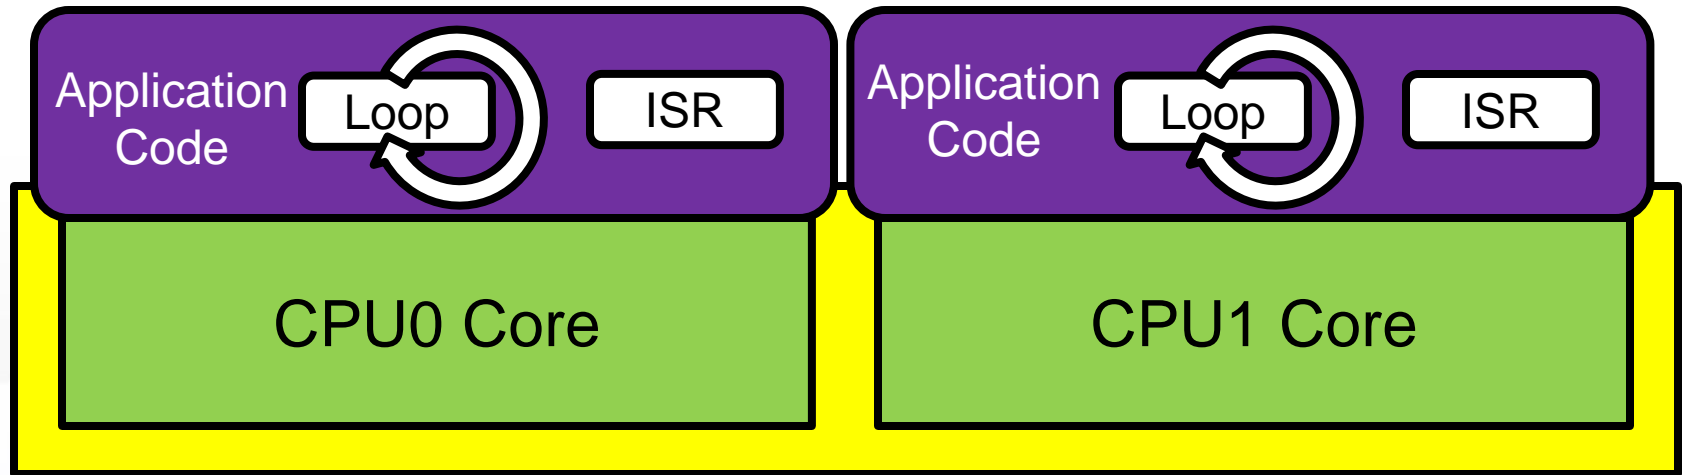 Application
Code
Loop
ISR
Application
Code
Loop
ISR
CPU0 Core
CPU1 Core